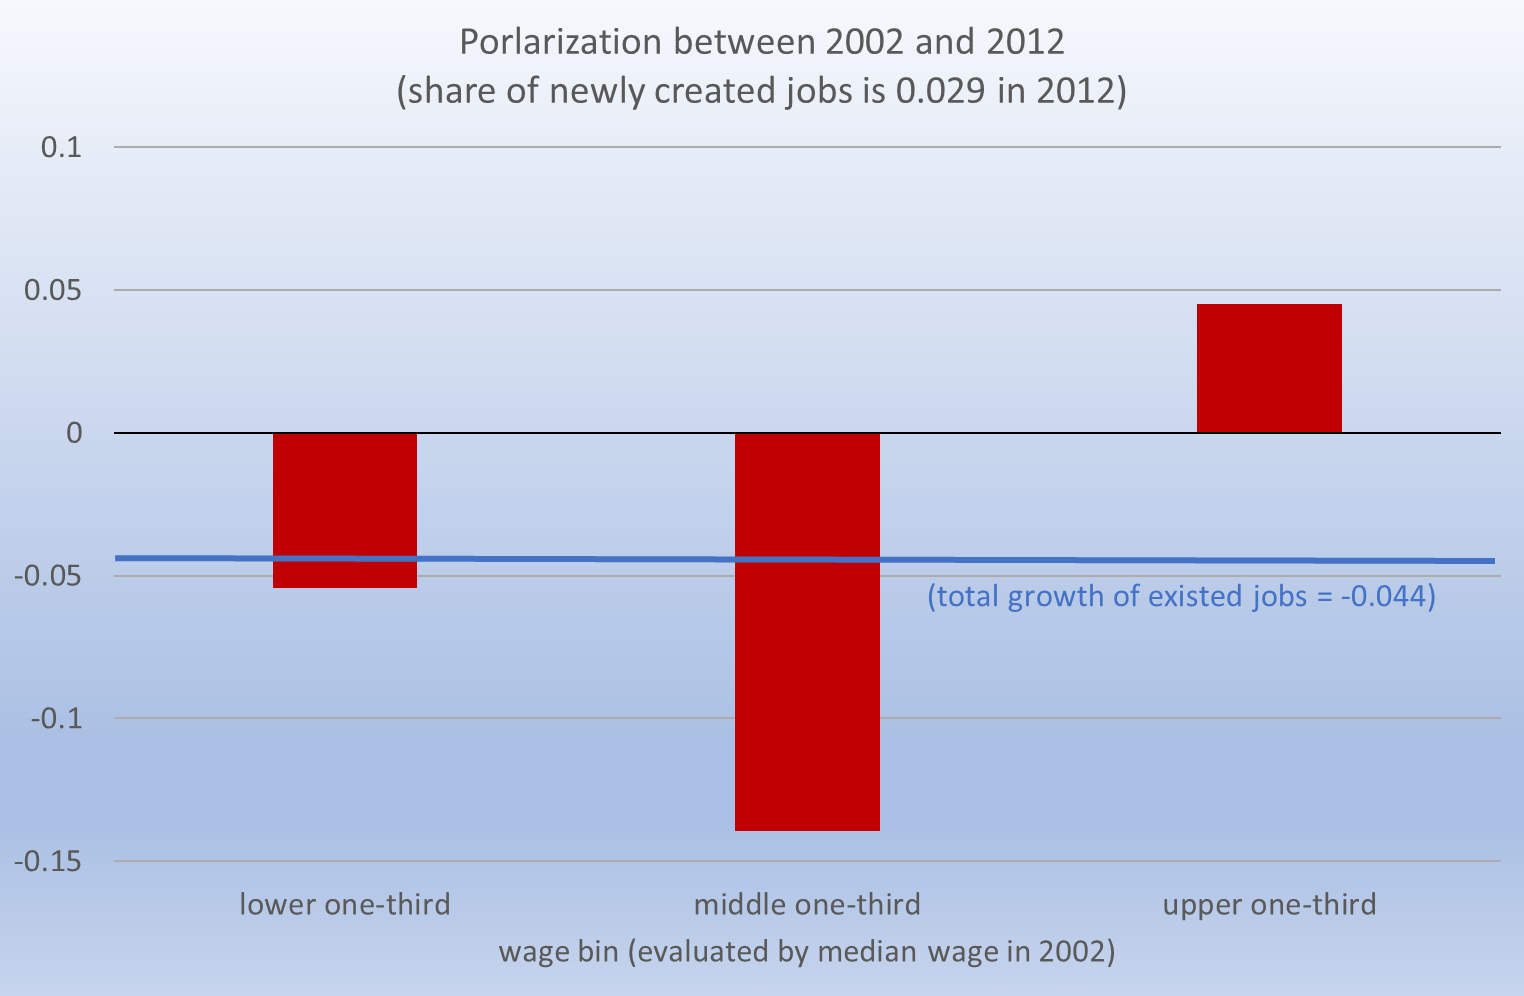 Porlarization between 2002 and 2012
(share of newly created jobs is 0.029 in 2012)
0.1
0.05
0
-0.05
(total growth of existed jobs = -0.044)
-0.1
-0.15
lower one-third
middle one-third
upper one-third
wage bin (evaluated by median wage in 2002)